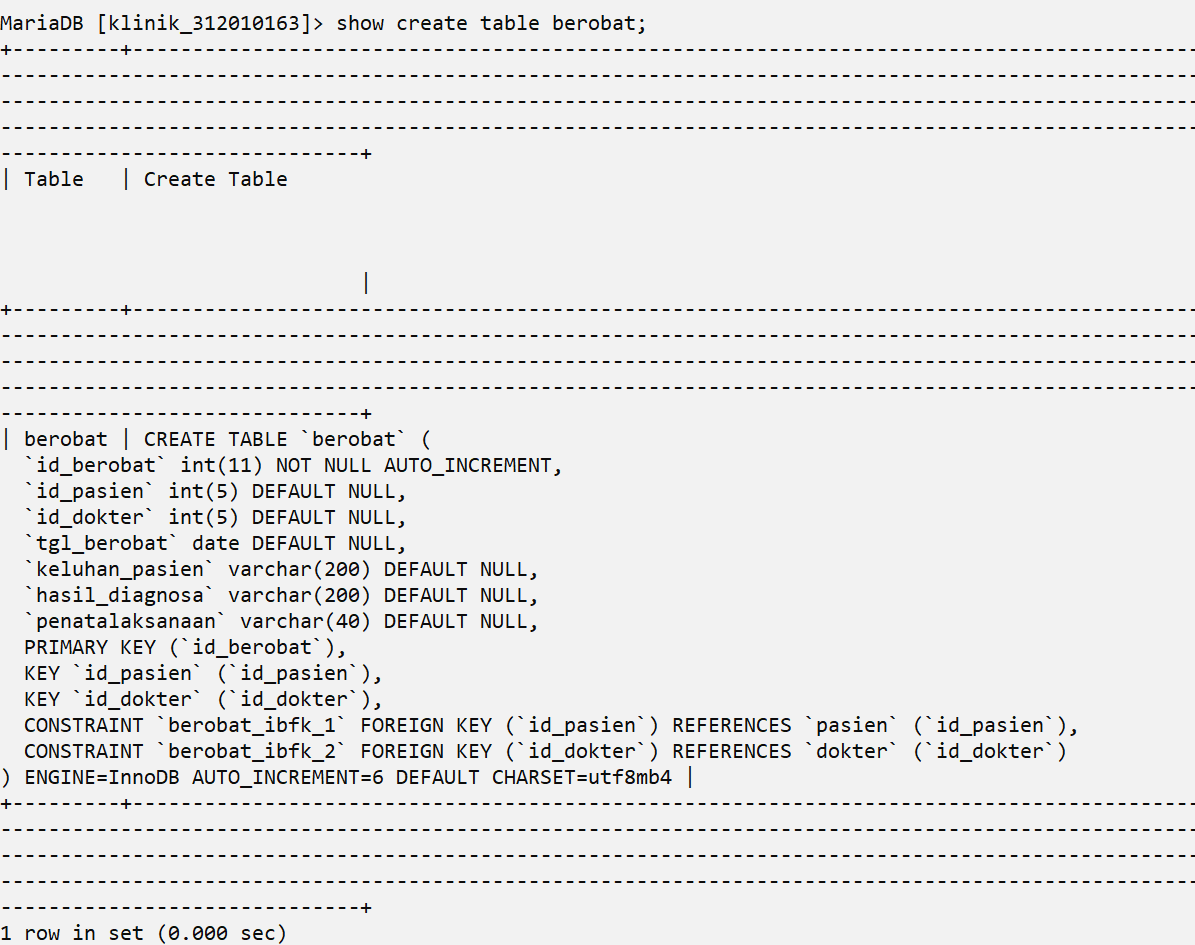 MariaDB [klinik_312010163]> show create table berobat;
+---------+-----------------------------------------------------------------------------------------
----------------------------------------------------------------------------------------------------
----------------------------------------------------------------------------------------------------
----------------------------------------------------------------------------------------------------
------------------------------+
| Table   | Create Table
                              |
+---------+-----------------------------------------------------------------------------------------
----------------------------------------------------------------------------------------------------
----------------------------------------------------------------------------------------------------
----------------------------------------------------------------------------------------------------
------------------------------+
| berobat | CREATE TABLE `berobat` (
  `id_berobat` int(11) NOT NULL AUTO_INCREMENT,
  `id_pasien` int(5) DEFAULT NULL,
  `id_dokter` int(5) DEFAULT NULL,
  `tgl_berobat` date DEFAULT NULL,
  `keluhan_pasien` varchar(200) DEFAULT NULL,
  `hasil_diagnosa` varchar(200) DEFAULT NULL,
  `penatalaksanaan` varchar(40) DEFAULT NULL,
  PRIMARY KEY (`id_berobat`),
  KEY `id_pasien` (`id_pasien`),
  KEY `id_dokter` (`id_dokter`),
  CONSTRAINT `berobat_ibfk_1` FOREIGN KEY (`id_pasien`) REFERENCES `pasien` (`id_pasien`),
  CONSTRAINT `berobat_ibfk_2` FOREIGN KEY (`id_dokter`) REFERENCES `dokter` (`id_dokter`)
) ENGINE=InnoDB AUTO_INCREMENT=6 DEFAULT CHARSET=utf8mb4 |
+---------+-----------------------------------------------------------------------------------------
----------------------------------------------------------------------------------------------------
----------------------------------------------------------------------------------------------------
----------------------------------------------------------------------------------------------------
------------------------------+
1 row in set (0.000 sec)